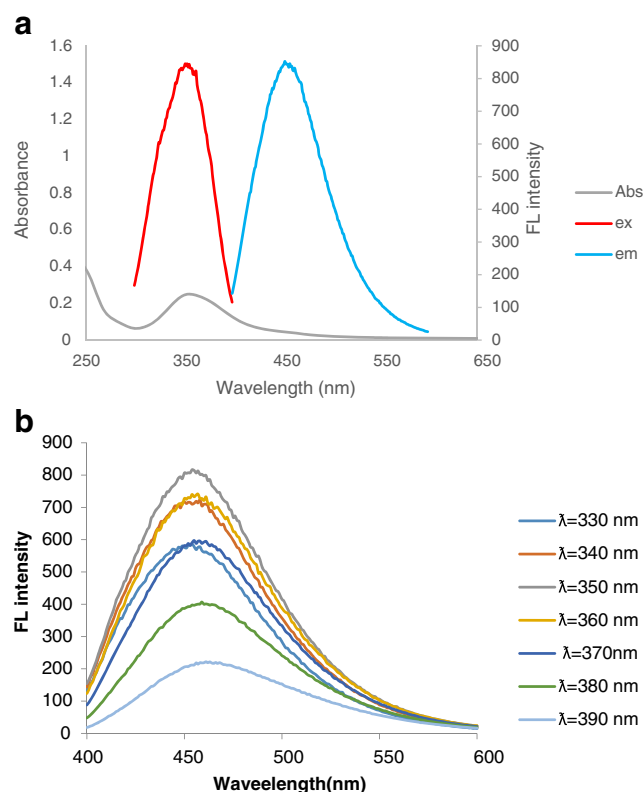 a
1.6
1.4
1.2
1
0.8
0.6
0.4
0.2
0
Absorbance
900
800
700
600
500
400
300
200
100
0
FL intensity
250
350
450
550
650
Wavelength (nm)
Abs
ex
em
b
900
800
700
600
500
400
300
200
100
0
FL intensity
400
450
500
550
600
Wavelength(nm)
ƛ=330 nm
ƛ=340 nm
ƛ=350 nm
ƛ=360 nm
ƛ=370nm
ƛ=380 nm
ƛ=390 nm